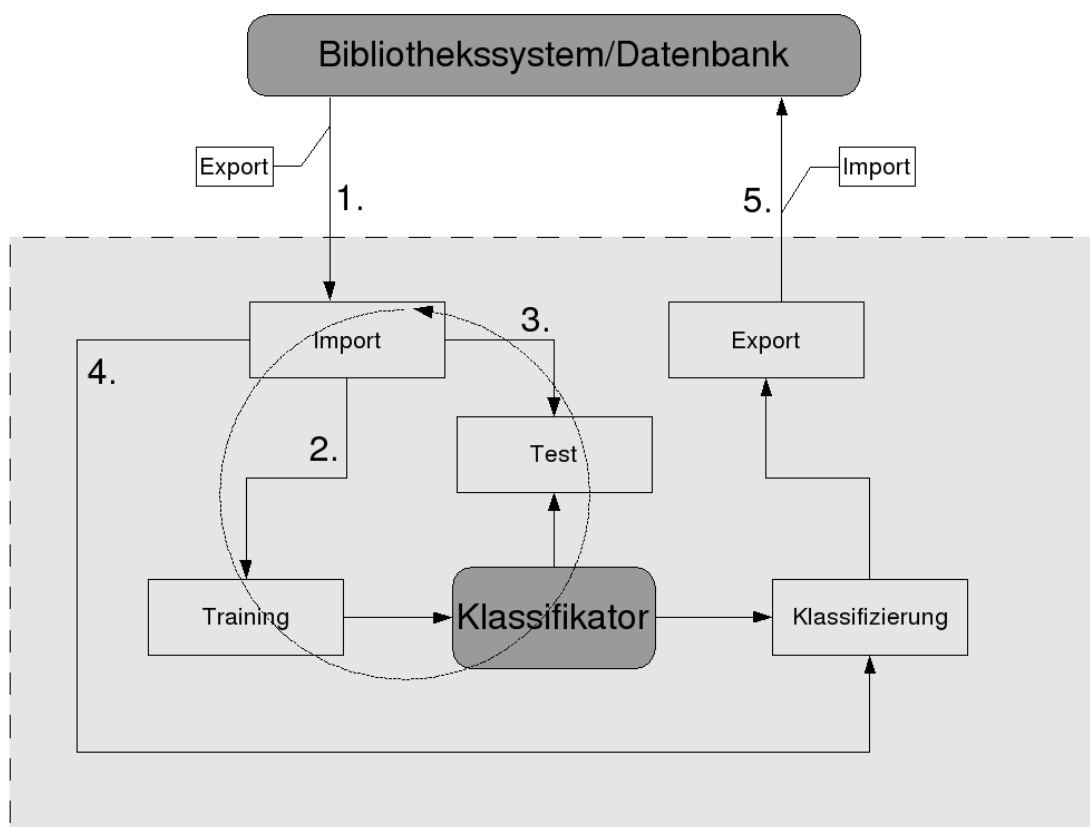 Bibliothekssystem/Datenbank
Export
Import
1.
5.
Import
3.
Export
4.
2.
Test
Training
Klassifikator
Klassifizierung